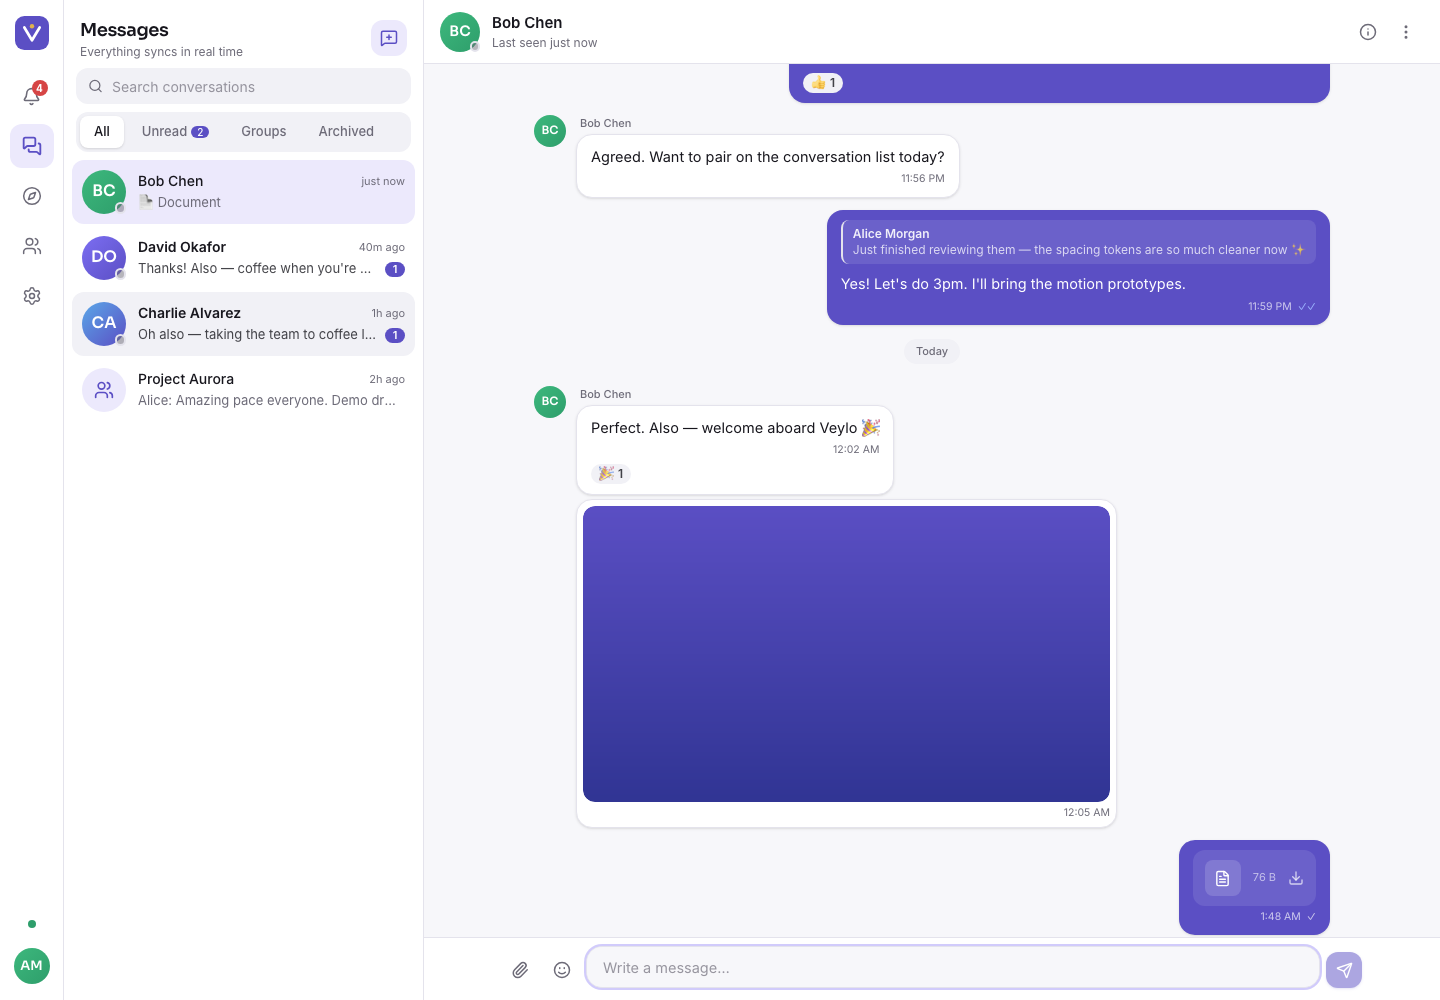 Messages
Everything syncs in real time
4
Search conversations
All
Unread 2
Groups
Archived
BC
Bob Chen
just now
Document
DO
David Okafor
40m ago
Thanks! Also — coffee when you're ...
1
CA
Charlie Alvarez
1h ago
Oh also — taking the team to coffee l...
1
Project Aurora
2h ago
Alice: Amazing pace everyone. Demo dr...
AM
BC
Bob Chen
Last seen just now
👍 1
BC
Bob Chen
Agreed. Want to pair on the conversation list today?
11:56 PM
Alice Morgan
Just finished reviewing them — the spacing tokens are so much cleaner now ✨
Yes! Let's do 3pm. I'll bring the motion prototypes.
11:59 PM
Today
BC
Bob Chen
Perfect. Also — welcome aboard Veylo 🎉
12:02 AM
🎉 1
12:05 AM
76 B
1:48 AM
Write a message...